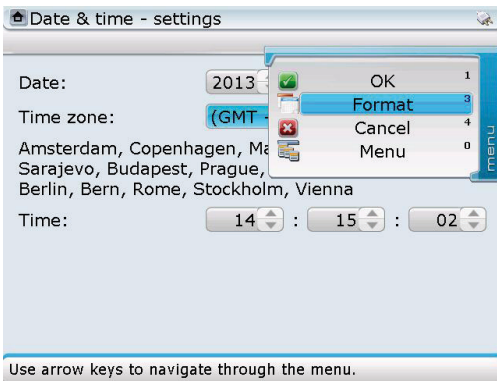 Date & time - settings
Date: 2013
OK 1
Format 3
Time zone: (GMT
Cancel 4
Menu 0
menu
Amsterdam, Copenhagen,
Sarajevo, Budapest, Prague,
Berlin, Bern, Rome, Stockholm, Vienna
Time: 14 : 15 : 02
Use arrow keys to navigate through the menu.